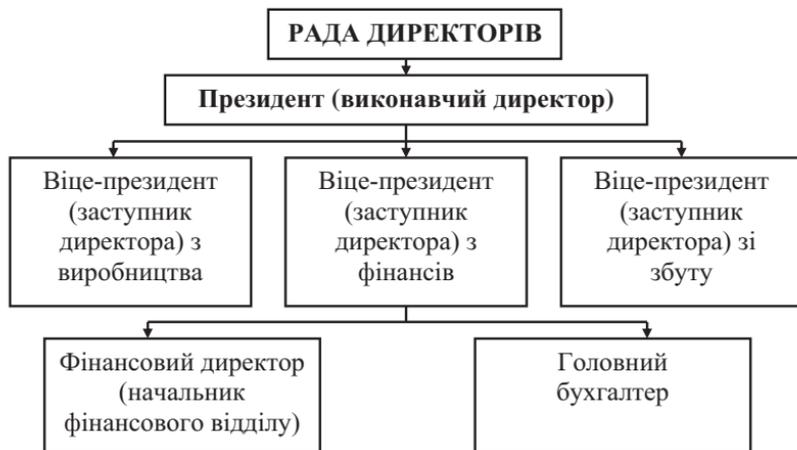 РАДА ДИРЕКТОРІВ
Президент (виконавчий директор)
Віце-президент
(заступник
директора) з
виробництва
Віце-президент
(заступник
директора) з
фінансів
Віце-президент
(заступник
директора) зі
збуту
Фінансовий директор
(начальник
фінансового відділу)
Головний
бухгалтер